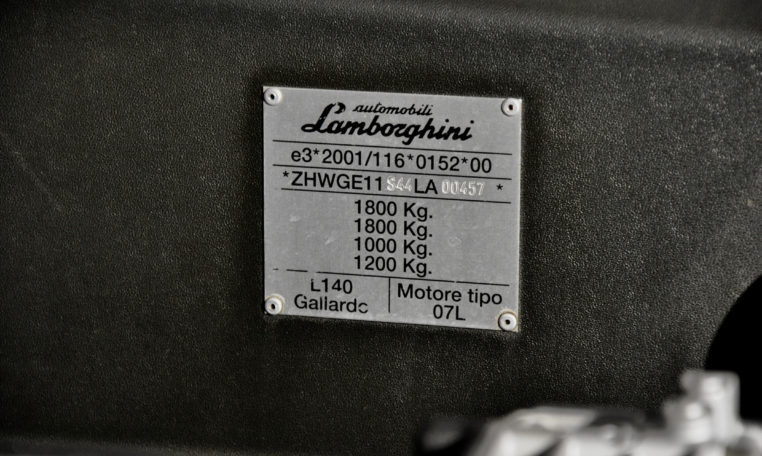 automobili
Lamborghini
e3*2001/116*0152*00
*ZHWGE11S44LA00457 *
1800 Kg.
1800 Kg.
1000 Kg.
1200 Kg.
L140
Gallardo
Motore tipo
07L